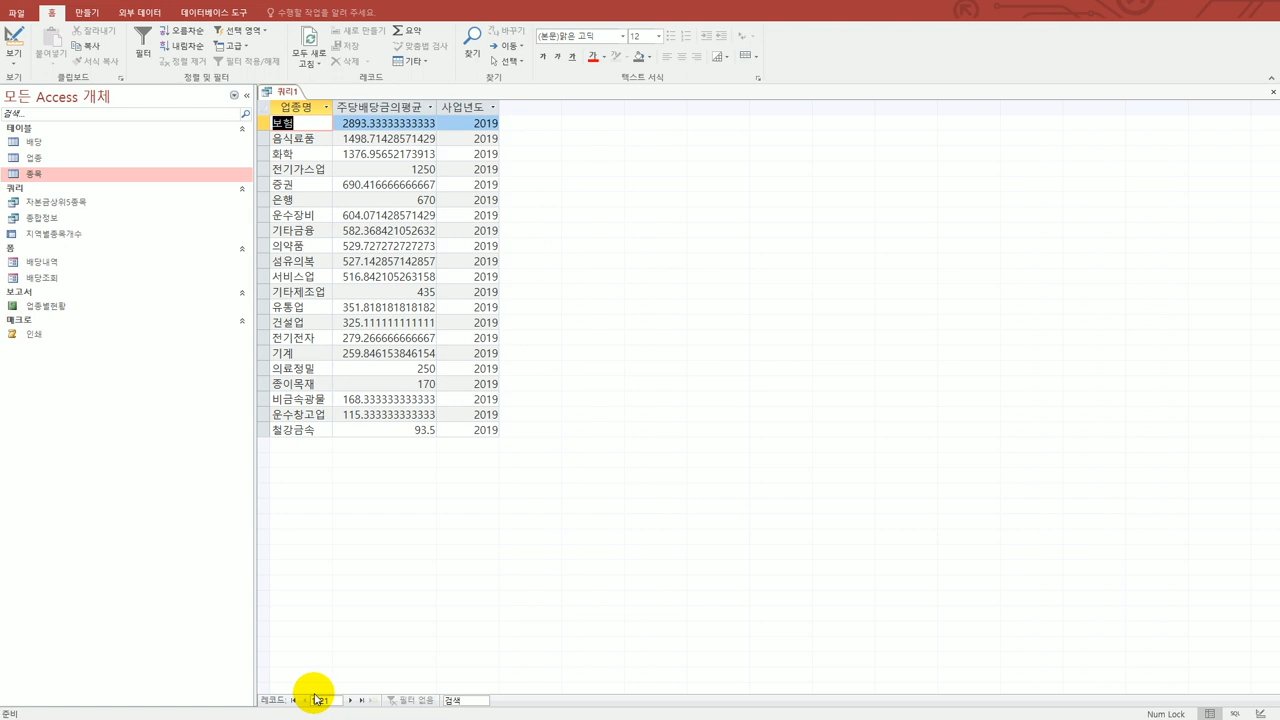 파일 홈 만들기 외부 데이터 데이터베이스 도구 수행할 작업을 알려 주세요.
잘라내기 오름차순 선택 영역 새로 만들기 요약 바꾸기 (본문)맑은 고딕 12
복사 내림차순 고급 저장 맞춤법 검사 이동
보기 붙여넣기 서식 복사 필터 정렬 제거 필터 적용/해제 모두 새로 고침 삭제 기타 찾기 선택 가 가 가 가
보기 클립보드 정렬 및 필터 레코드 찾기 텍스트 서식
모든 Access 개체
검색...
테이블
배당
업종
종목
쿼리
자본금상위5종목
종합정보
지역별종목개수
폼
배당내역
배당조회
보고서
업종별현황
매크로
인쇄
쿼리1
업종명 주당배당금의평균 사업년도
보험 2893.33333333333 2019
음식료품 1498.71428571429 2019
화학 1376.95652173913 2019
전기가스업 1250 2019
증권 690.416666666667 2019
은행 670 2019
운수장비 604.071428571429 2019
기타금융 582.368421052632 2019
의약품 529.727272727273 2019
섬유의복 527.142857142857 2019
서비스업 516.842105263158 2019
기타제조업 435 2019
유통업 351.818181818182 2019
건설업 325.111111111111 2019
전기전자 279.266666666667 2019
기계 259.846153846154 2019
의료정밀 250 2019
종이목재 170 2019
비금속광물 168.333333333333 2019
운수창고업 115.333333333333 2019
철강금속 93.5 2019
레코드: 필터 없음 검색
준비 Num Lock SQL